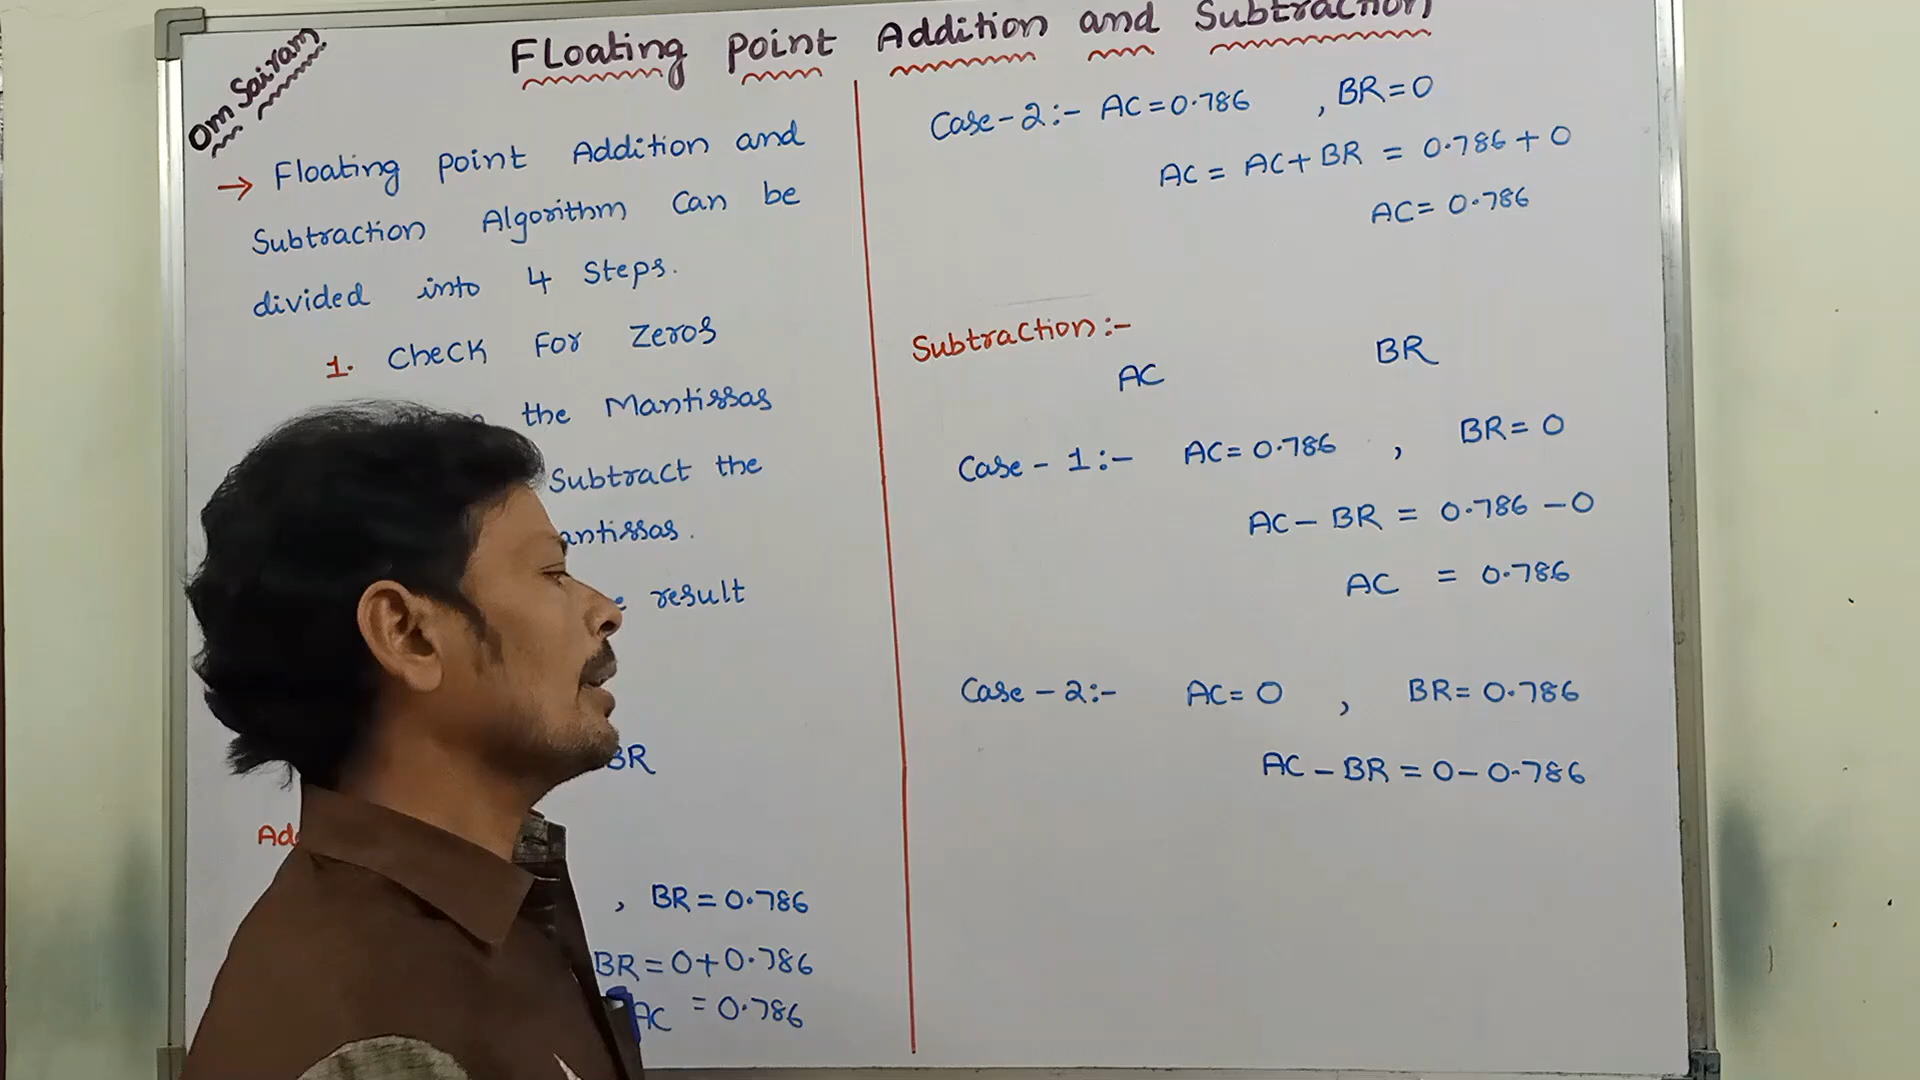 Om Sairam
Floating Point Addition and Subtraction
→ Floating point Addition and
Subtraction Algorithm Can be
divided into 4 Steps.
1. Check For Zeros
the Mantissas
Subtract the
antissas.
result
BR
Ad
, BR = 0.786
BR = 0 + 0.786
AC = 0.786
Case-2:- AC = 0.786 , BR = 0
AC = AC + BR = 0.786 + 0
AC = 0.786
Subtraction:-
AC BR
Case - 1:- AC = 0.786 , BR = 0
AC - BR = 0.786 - 0
AC = 0.786
Case - 2:- AC = 0 , BR = 0.786
AC - BR = 0 - 0.786